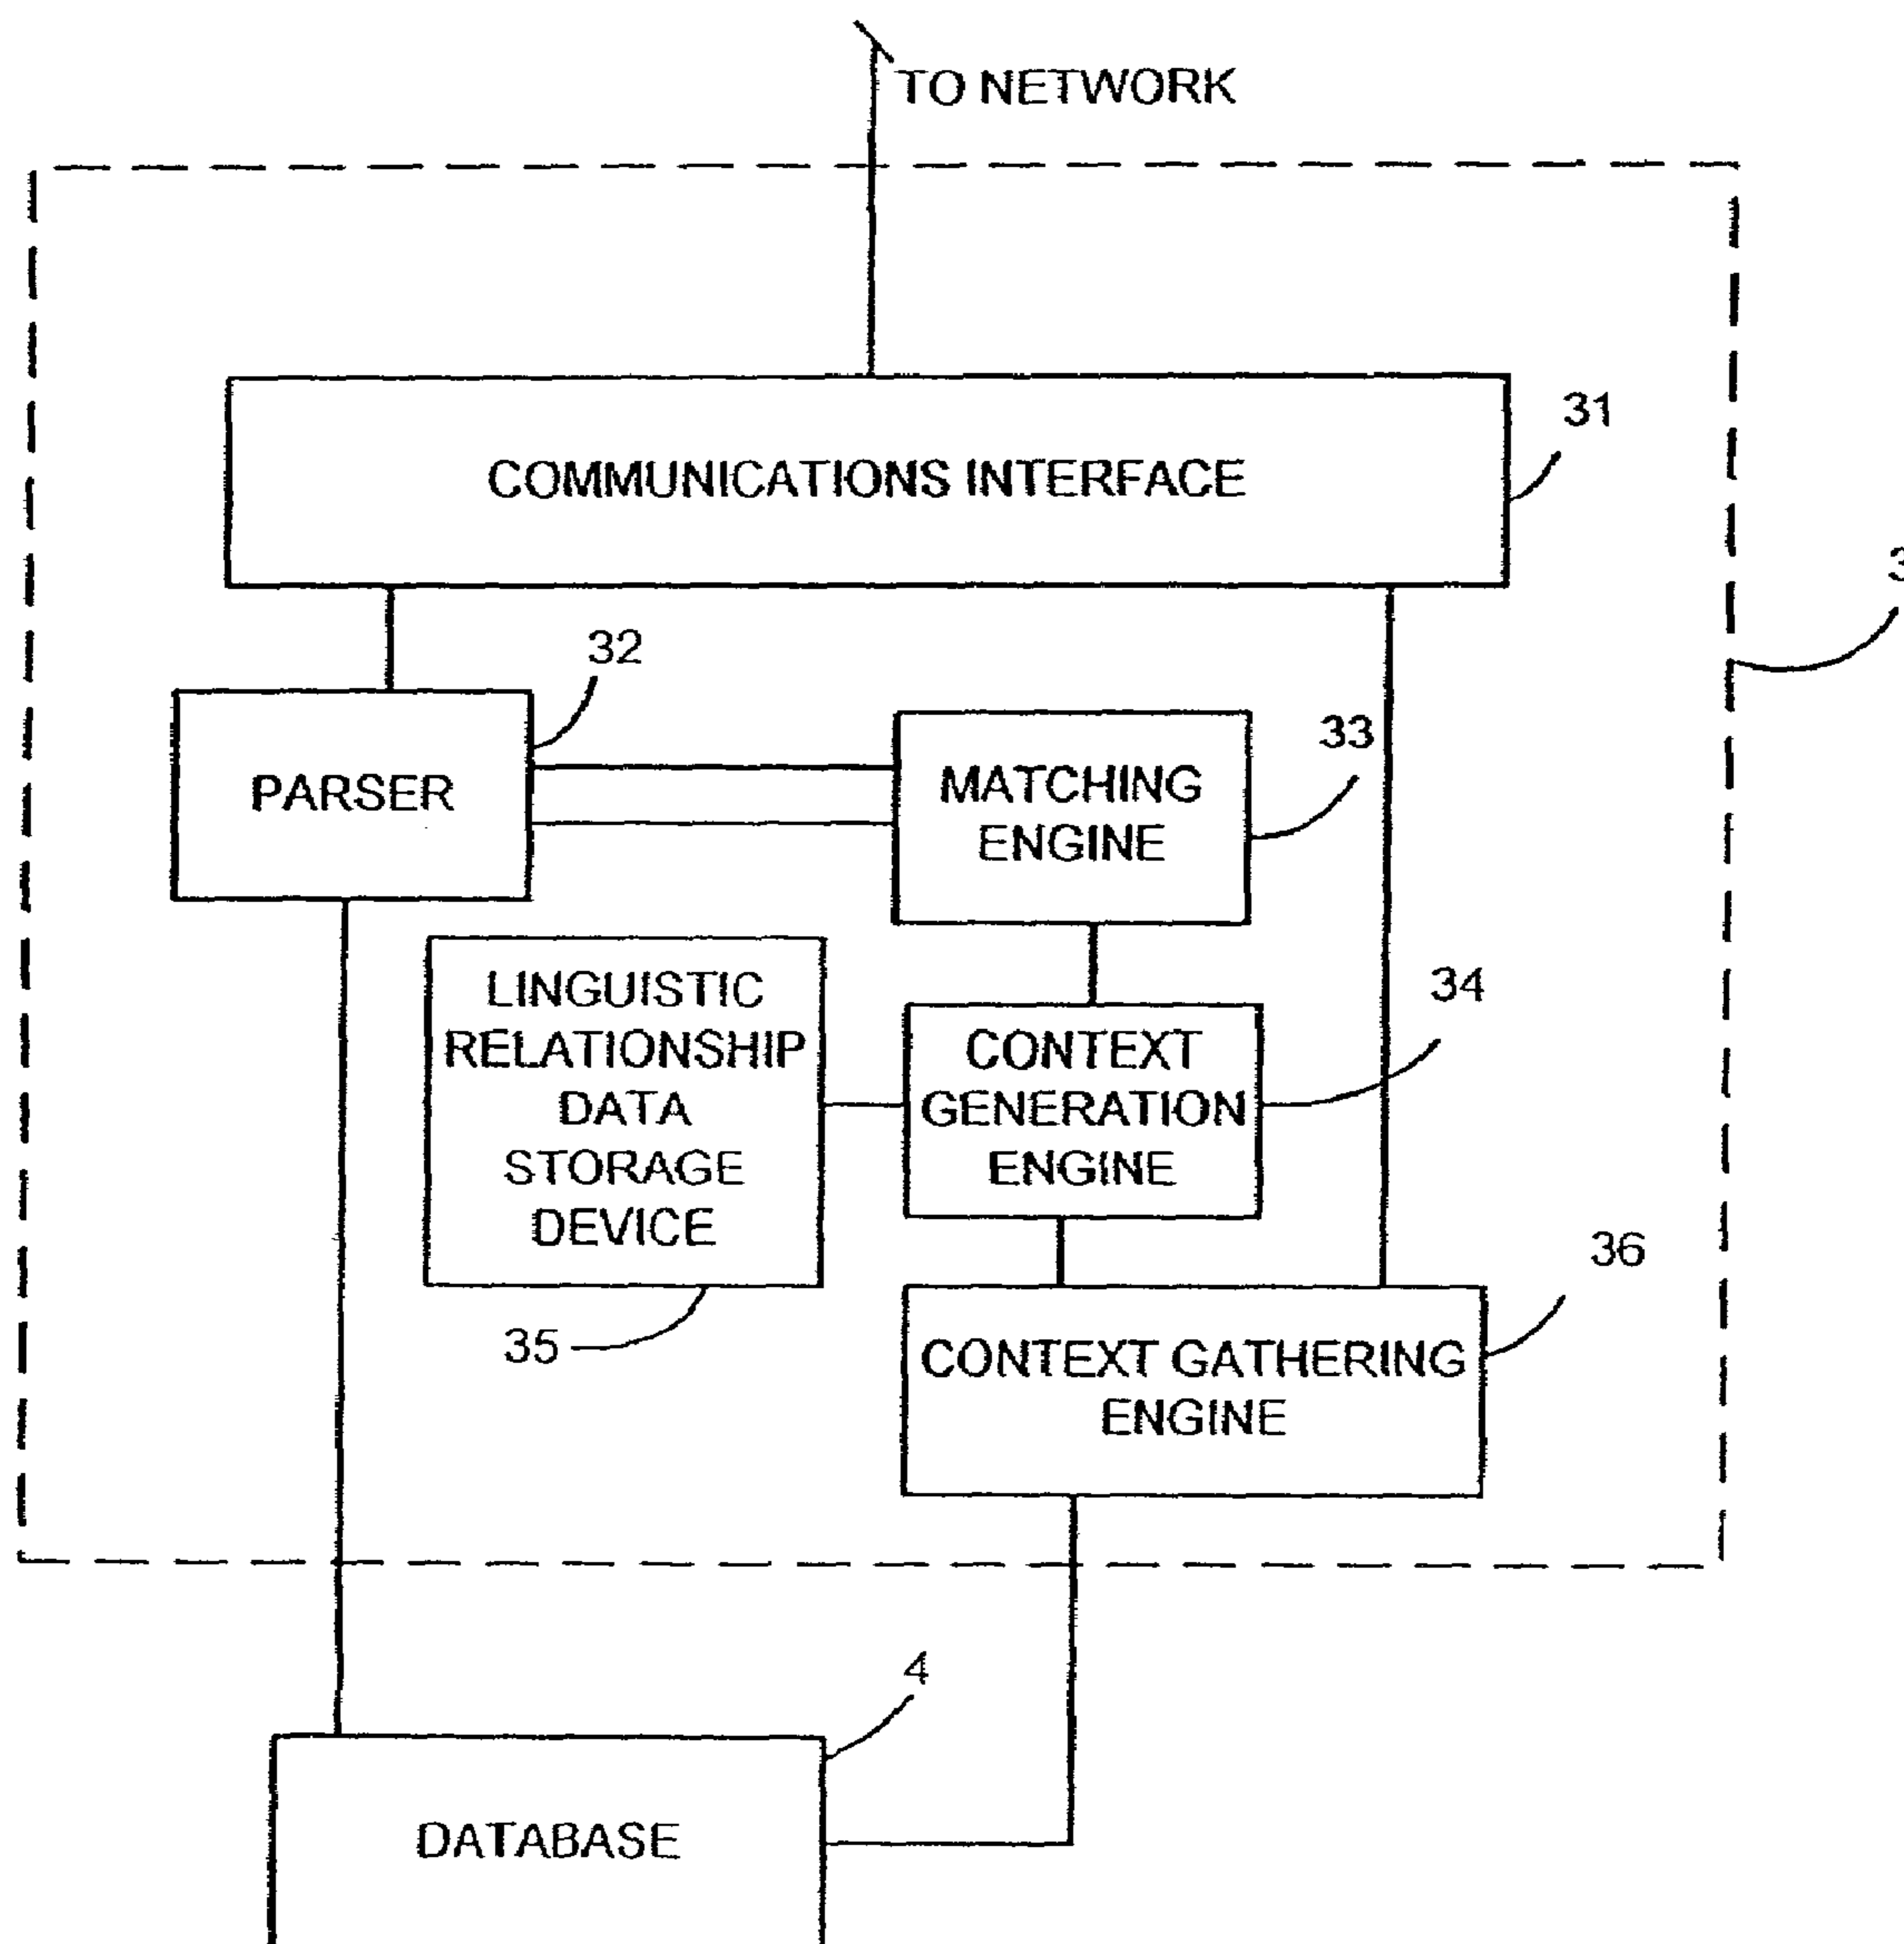 TO NETWORK
31
COMMUNICATIONS INTERFACE
3
32
33
PARSER
MATCHING
ENGINE
34
LINGUISTIC
RELATIONSHIP
DATA
STORAGE
DEVICE
CONTEXT
GENERATION
ENGINE
36
35
CONTEXT GATHERING
ENGINE
4
DATABASE